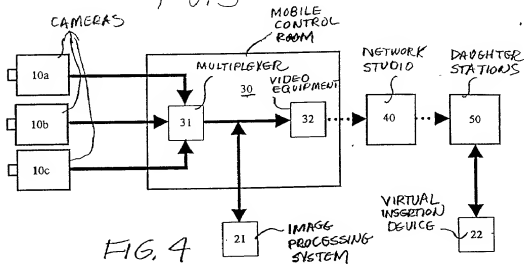 CAMERAS
MOBILE
CONTROL
ROOM
MULTIPLEXER
VIDEO
EQUIPMENT
NETWORK
STUDIO
DAUGHTER
STATIONS
10a
10b
10c
30
31
32
40
50
21
IMAGE
PROCESSING
SYSTEM
VIRTUAL
INSERTION
DEVICE
22
FIG. 4